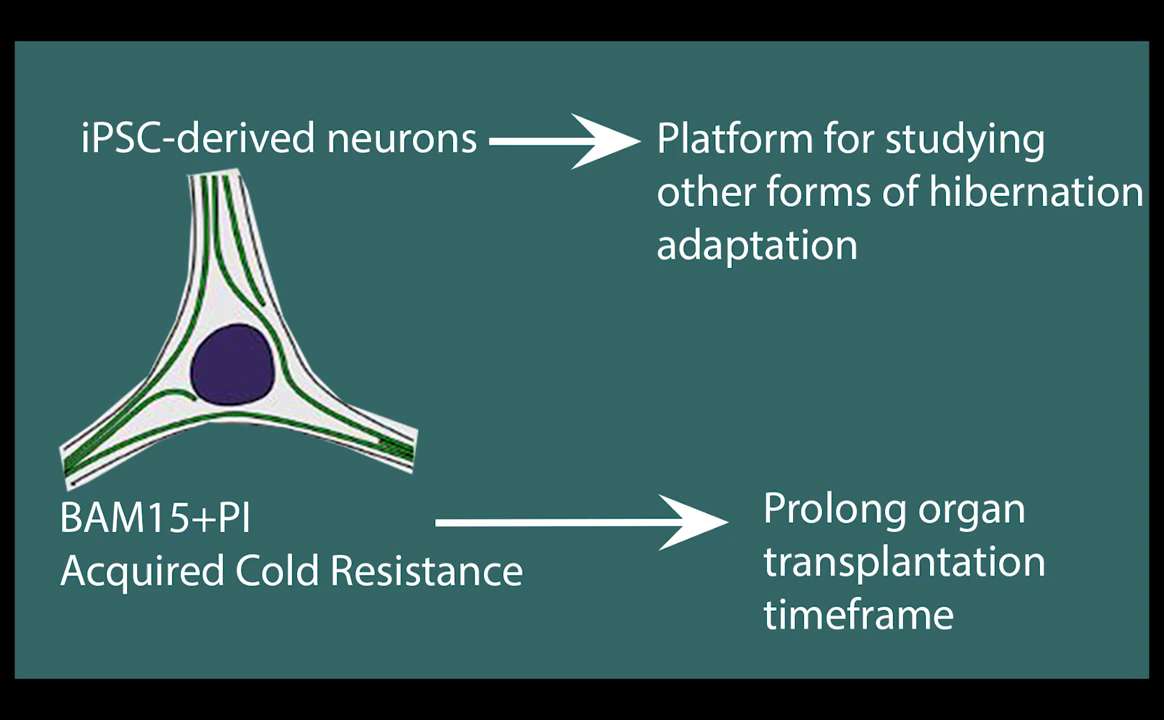 iPSC-derived neurons
Platform for studying
other forms of hibernation
adaptation
BAM15+PI
Acquired Cold Resistance
Prolong organ
transplantation
timeframe